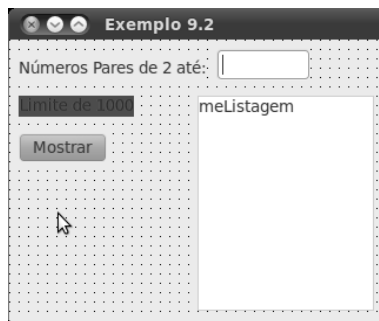 Exemplo 9.2
Números Pares de 2 até:
Limite de 1000
meListagem
Mostrar